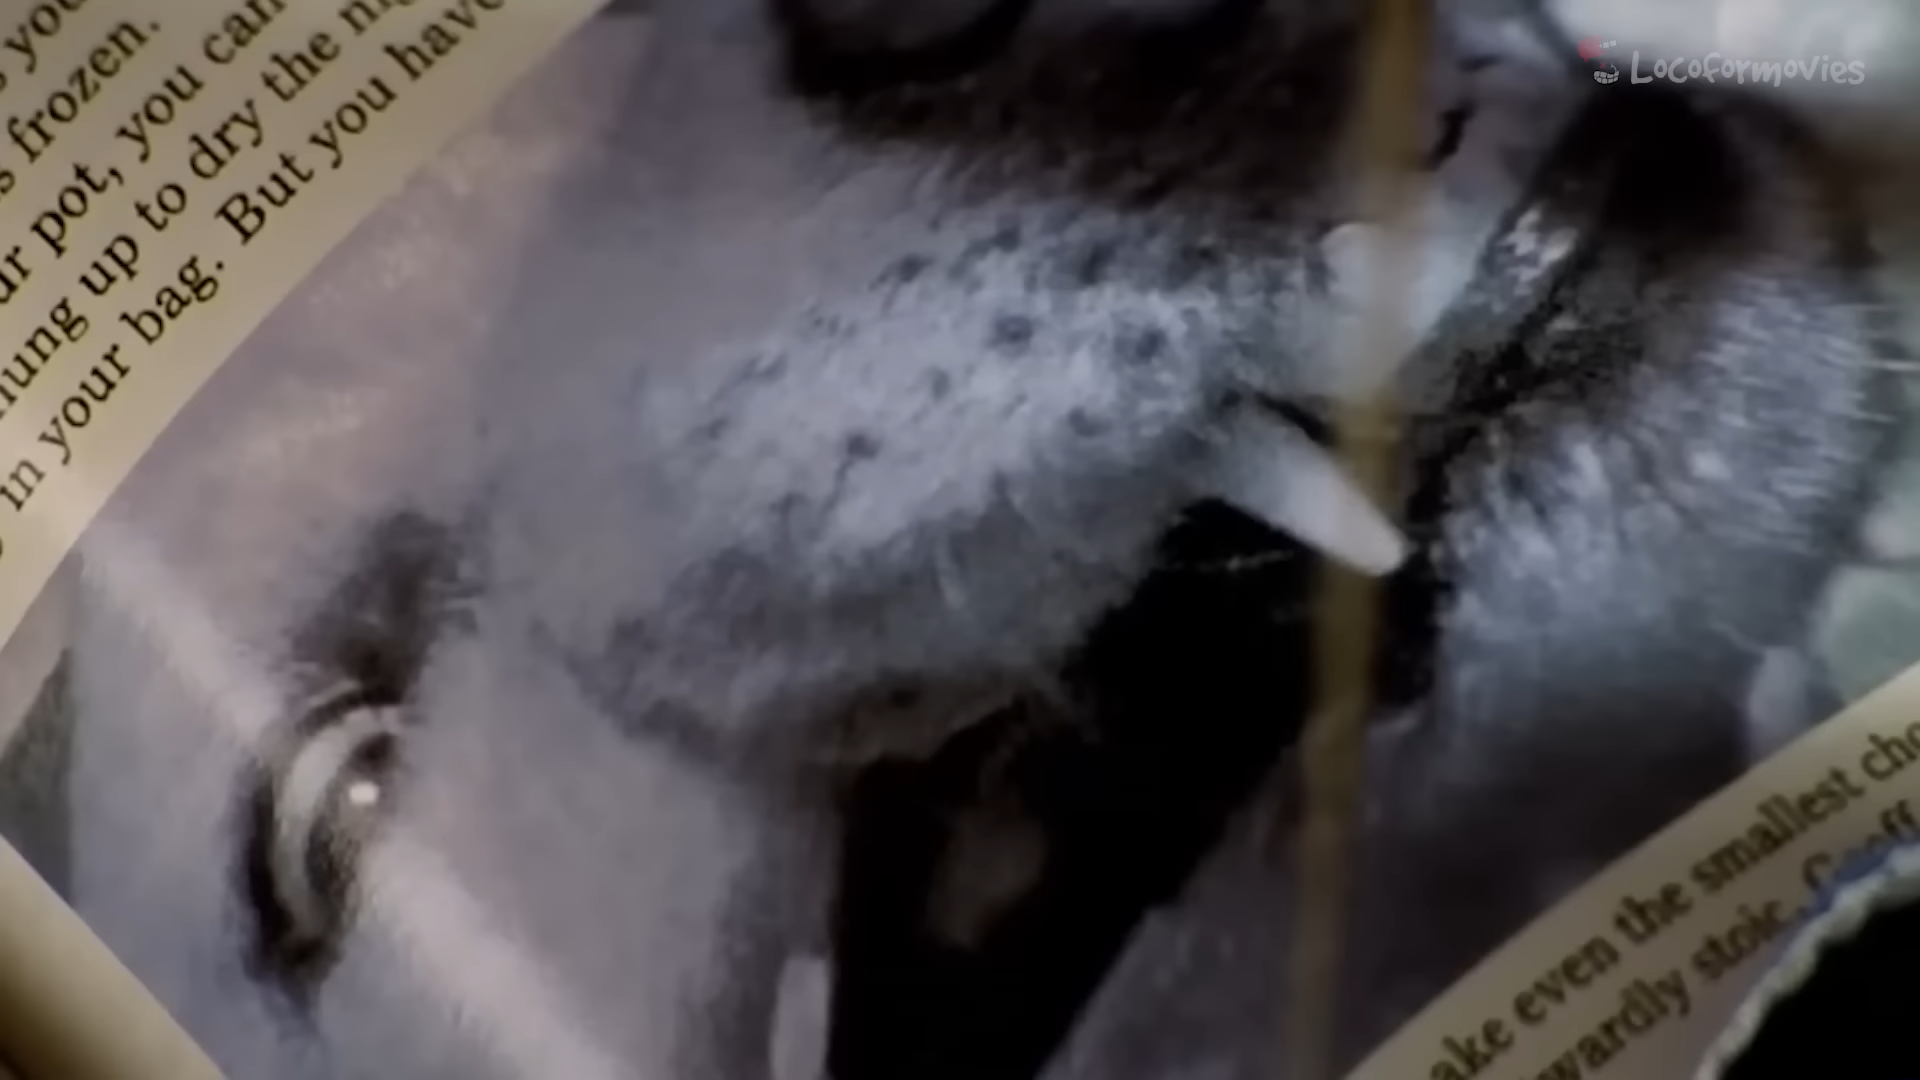 s you
s frozen.
ur pot, you can
hung up to dry the
in your bag. But you have
LOCOFORMOVIES
ake even the smallest
wardly stoic.